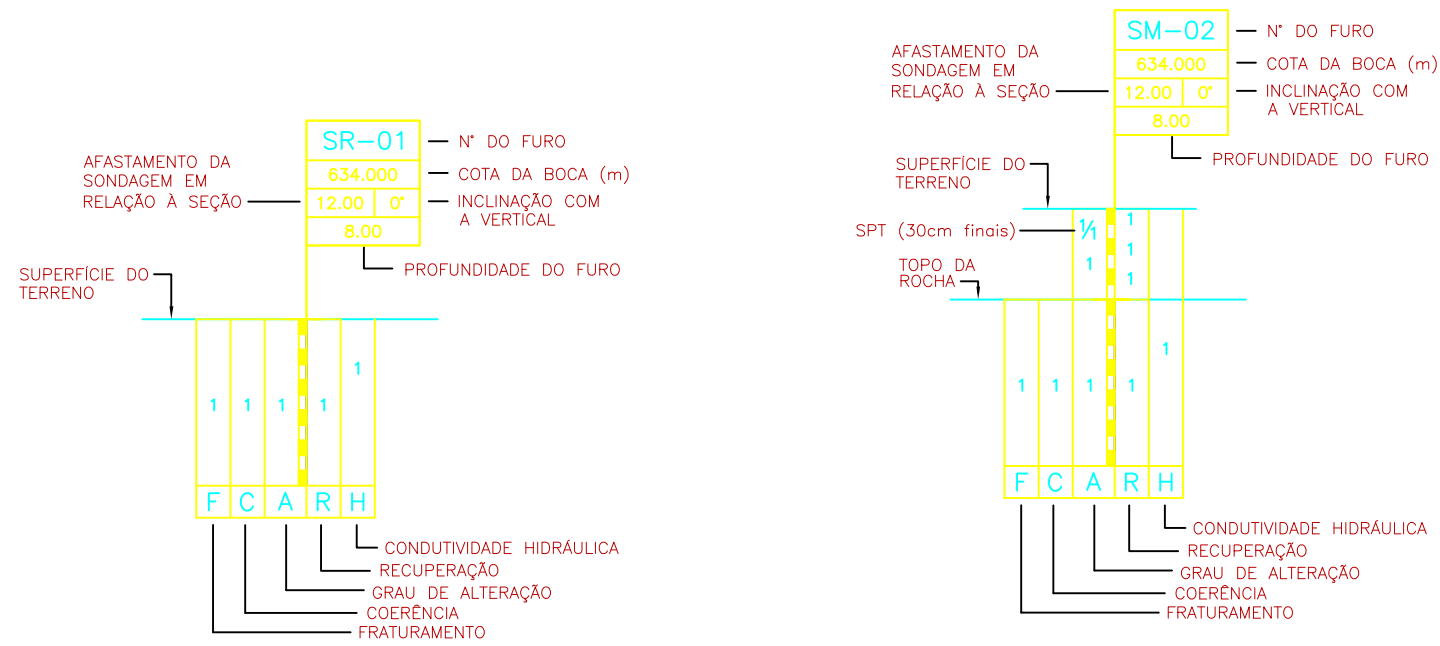 SR-01
N° DO FURO
AFASTAMENTO DA
SONDAGEM EM
RELAÇÃO À SEÇÃO
634.000
COTA DA BOCA (m)
12.00
0°
INCLINAÇÃO COM
A VERTICAL
8.00
PROFUNDIDADE DO FURO
SUPERFÍCIE DO
TERRENO
1
1 1 1 1
F C A R H
CONDUTIVIDADE HIDRÁULICA
RECUPERAÇÃO
GRAU DE ALTERAÇÃO
COERÊNCIA
FRATURAMENTO
SM-02
N° DO FURO
AFASTAMENTO DA
SONDAGEM EM
RELAÇÃO À SEÇÃO
634.000
COTA DA BOCA (m)
12.00
0°
INCLINAÇÃO COM
A VERTICAL
8.00
PROFUNDIDADE DO FURO
SUPERFÍCIE DO
TERRENO
SPT (30cm finais)
1/1
1
1
1
1
TOPO DA
ROCHA
1
1 1 1 1
F C A R H
CONDUTIVIDADE HIDRÁULICA
RECUPERAÇÃO
GRAU DE ALTERAÇÃO
COERÊNCIA
FRATURAMENTO